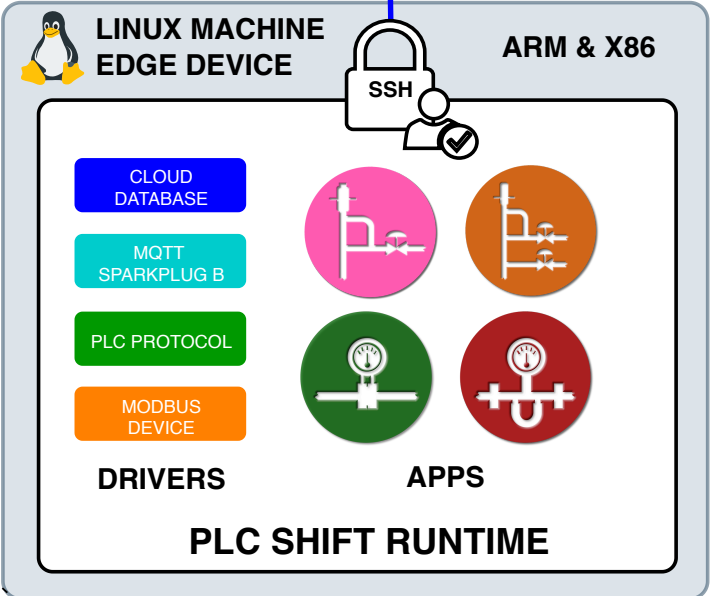 LINUX MACHINE
EDGE DEVICE
ARM & X86
SSH
CLOUD
DATABASE
MQTT
SPARKPLUG B
PLC PROTOCOL
MODBUS
DEVICE
DRIVERS
APPS
PLC SHIFT RUNTIME